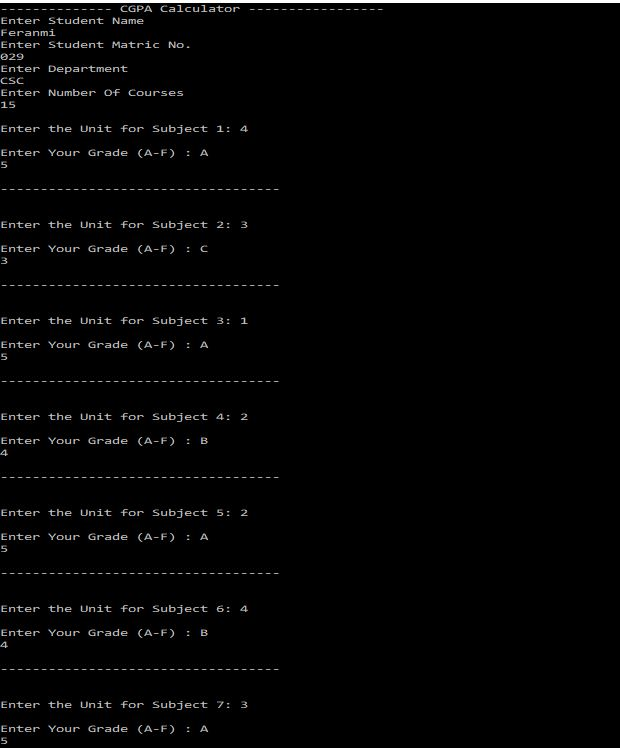 -------------- CGPA Calculator -----------------
Enter Student Name
Feranmi
Enter Student Matric No.
029
Enter Department
CSC
Enter Number Of Courses
15
Enter the Unit for Subject 1: 4
Enter Your Grade (A-F) : A
5
-----------------------------------
Enter the Unit for Subject 2: 3
Enter Your Grade (A-F) : C
3
-----------------------------------
Enter the Unit for Subject 3: 1
Enter Your Grade (A-F) : A
5
-----------------------------------
Enter the Unit for Subject 4: 2
Enter Your Grade (A-F) : B
4
-----------------------------------
Enter the Unit for Subject 5: 2
Enter Your Grade (A-F) : A
5
-----------------------------------
Enter the Unit for Subject 6: 4
Enter Your Grade (A-F) : B
4
-----------------------------------
Enter the Unit for Subject 7: 3
Enter Your Grade (A-F) : A
5